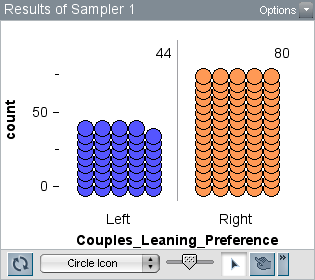 Results of Sampler 1 Options
44 80
count
50
0
Left Right
Couples_Leaning_Preference
Circle Icon
»